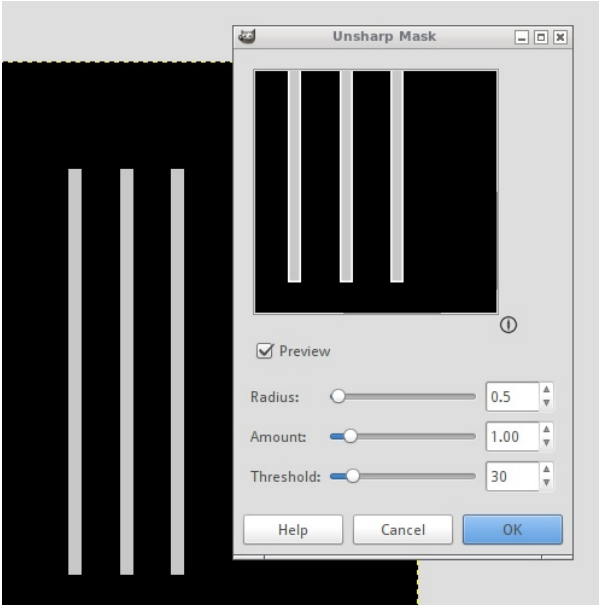 Unsharp Mask
Preview
Radius: 0.5
Amount: 1.00
Threshold: 30
Help Cancel OK